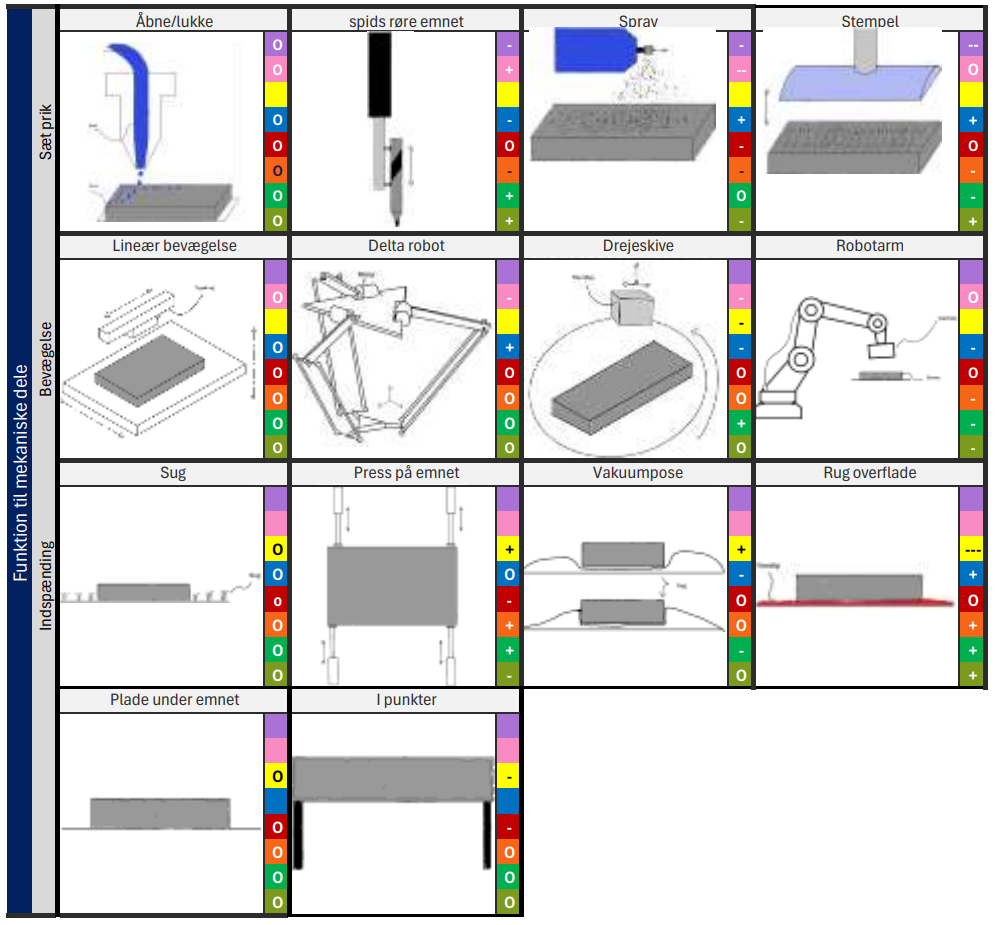 Funktion til mekaniske dele
Sæt prik
Åbne/lukke spids røre emnet Spray Stempel
O - - --
O + -- O
O - + +
O O - O
O - - -
O + O -
O + - +
Bevægelse
Lineær bevægelse Delta robot Drejeskive Robotarm
O - - O
-
O + - -
O O O O
O O O -
O O + -
O O O -
Indspænding
Sug Press på emnet Vakuumpose Rug overflade
O + + ---
O O - +
o - O O
O + O +
O + - +
O - O +
Plade under emnet I punkter
O -
O -
O O
O O
O O